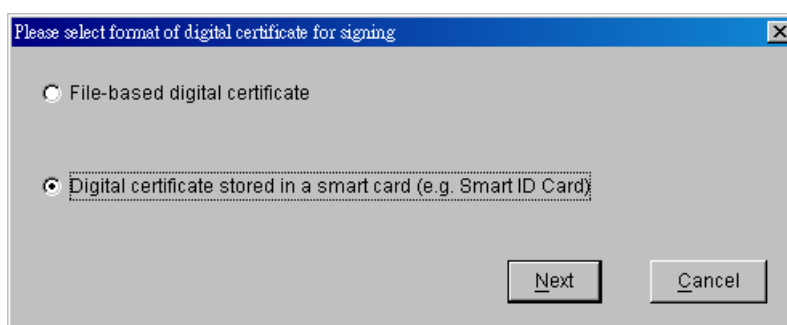 Please select format of digital certificate for signing
File-based digital certificate
Digital certificate stored in a smart card (e.g. Smart ID Card)
Next
Cancel